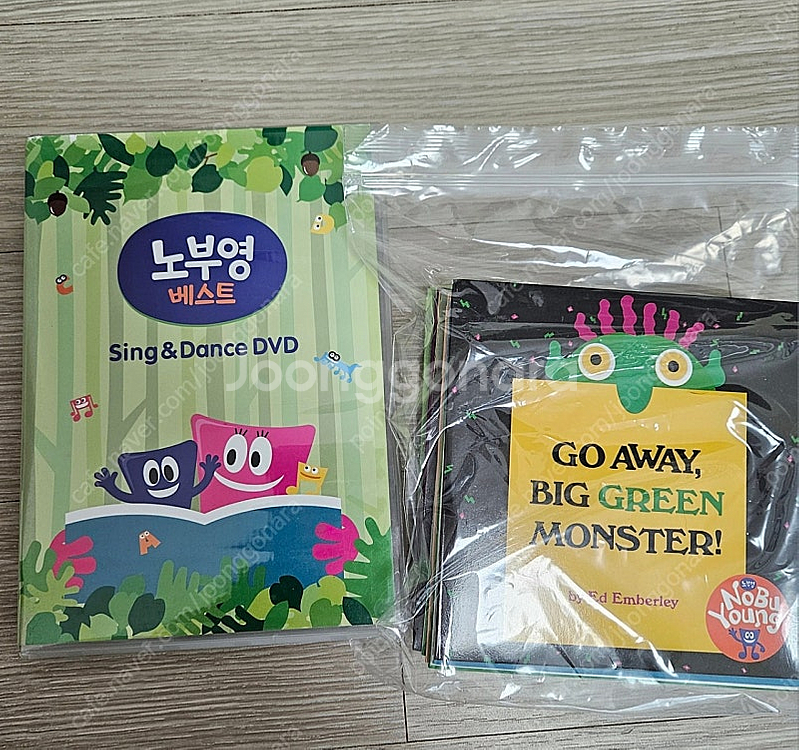 노부영
베스트
Sing & Dance DVD
Joonggonara
GO AWAY,
BIG GREEN
MONSTER!
by Ed Emberley
노부영
NoBu
Young